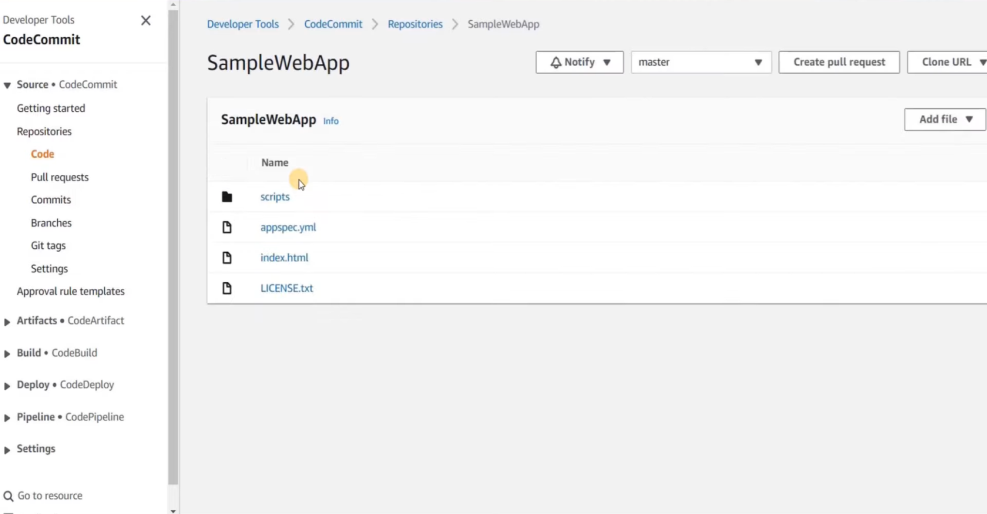 Developer Tools
CodeCommit
Source • CodeCommit
Getting started
Repositories
Code
Pull requests
Commits
Branches
Git tags
Settings
Approval rule templates
Artifacts • CodeArtifact
Build • CodeBuild
Deploy • CodeDeploy
Pipeline • CodePipeline
Settings
Go to resource
Developer Tools CodeCommit Repositories SampleWebApp
SampleWebApp
Notify master Create pull request Clone URL
SampleWebApp Info
Add file
Name
scripts
appspec.yml
index.html
LICENSE.txt